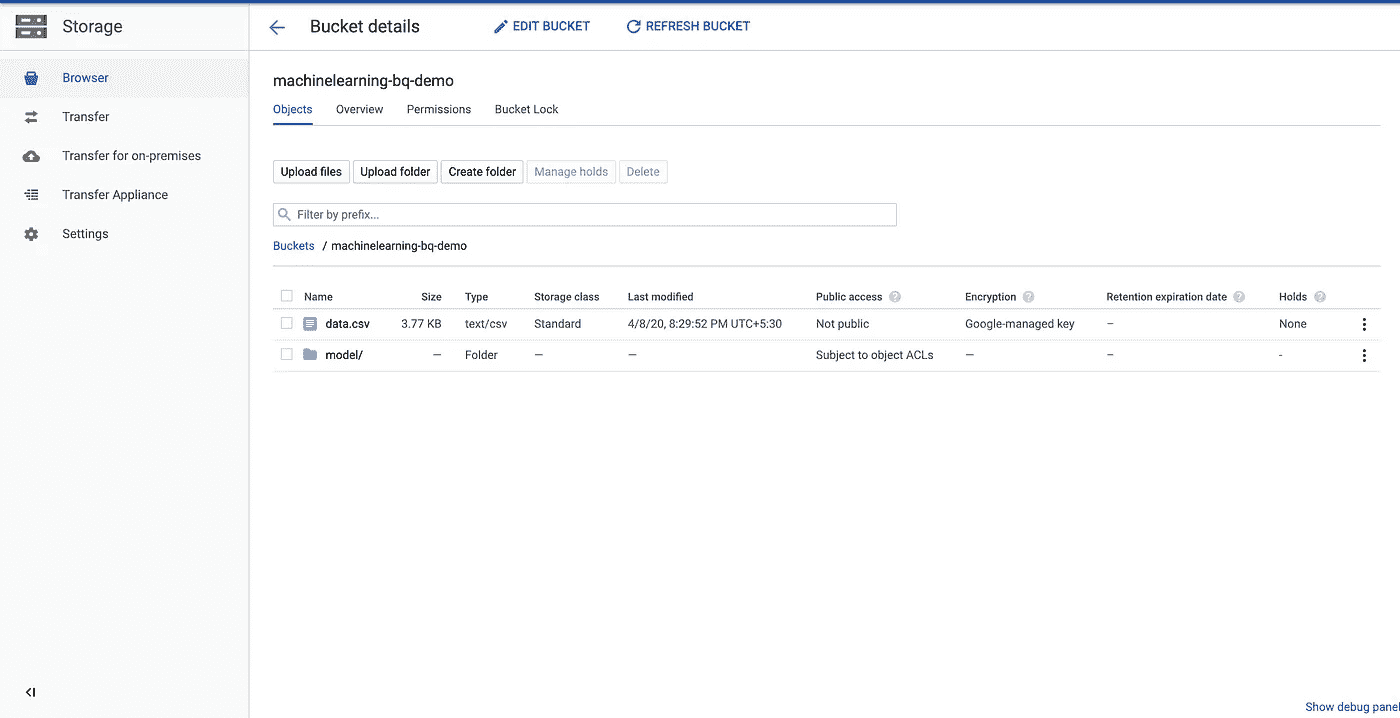 Storage
Bucket details
EDIT BUCKET
REFRESH BUCKET
Browser
Transfer
Transfer for on-premises
Transfer Appliance
Settings
machinelearning-bq-demo
Objects Overview Permissions Bucket Lock
Upload files Upload folder Create folder Manage holds Delete
Filter by prefix...
Buckets / machinelearning-bq-demo
Name Size Type Storage class Last modified Public access Encryption Retention expiration date Holds
data.csv 3.77 KB text/csv Standard 4/8/20, 8:29:52 PM UTC+5:30 Not public Google-managed key – None
model/ — Folder — — Subject to object ACLs — – -
Show debug panel